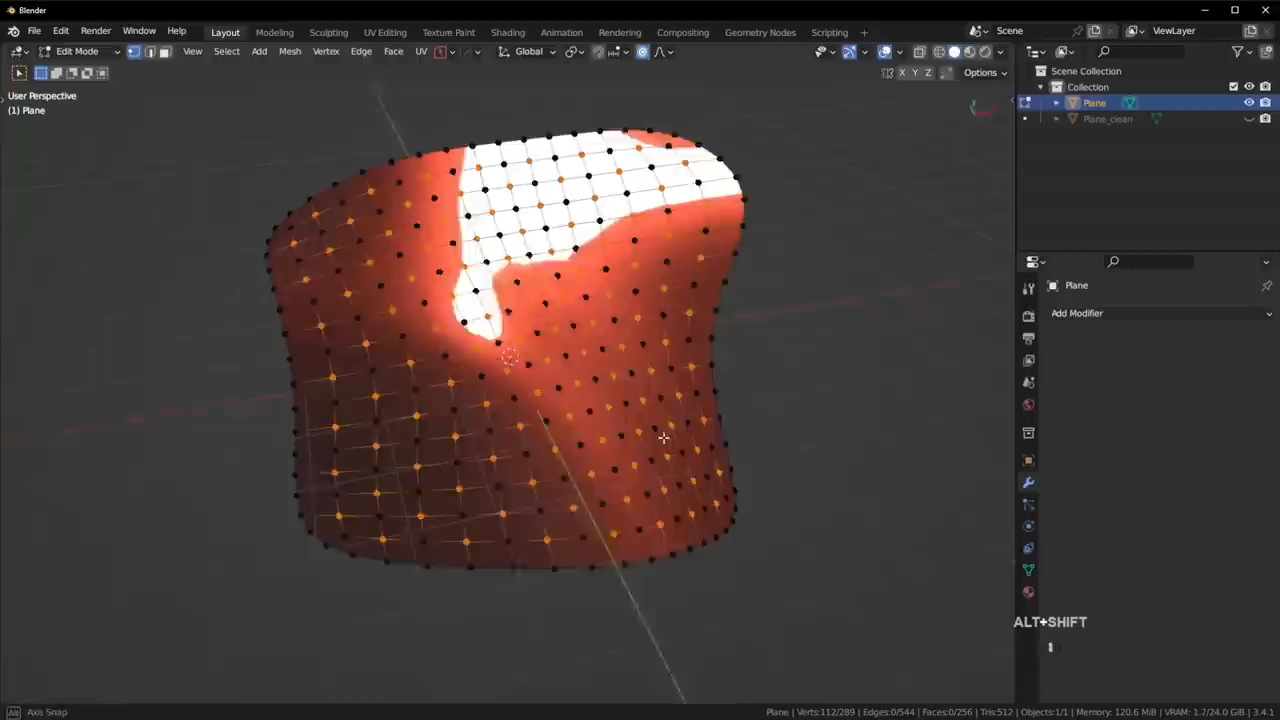 Blender
File Edit Render Window Help Layout Modeling Sculpting UV Editing Texture Paint Shading Animation Rendering Compositing Geometry Nodes Scripting + Scene ViewLayer
Edit Mode View Select Add Mesh Vertex Edge Face UV Global
X Y Z Options
Scene Collection
Collection
Plane
Plane_clean
User Perspective
(1) Plane
Plane
Add Modifier
ALT+SHIFT
Axis Snap
Plane | Verts:112/289 | Edges:0/544 | Faces:0/256 | Tris:512 | Objects:1/1 | Memory: 120.6 MiB | VRAM: 1.7/24.0 GiB | 3.4.1